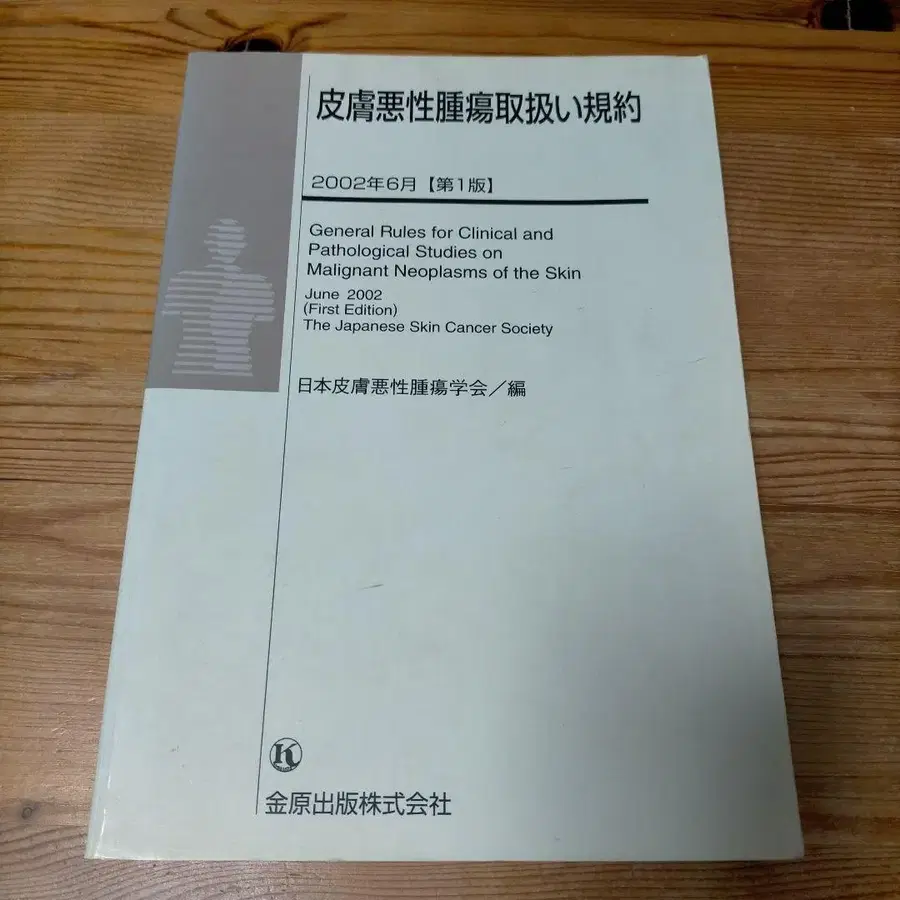 皮膚悪性腫瘍取扱い規約
2002年6月【第1版】
General Rules for Clinical and
Pathological Studies on
Malignant Neoplasms of the Skin
June 2002
(First Edition)
The Japanese Skin Cancer Society
日本皮膚悪性腫瘍学会／編
K
金原出版株式会社